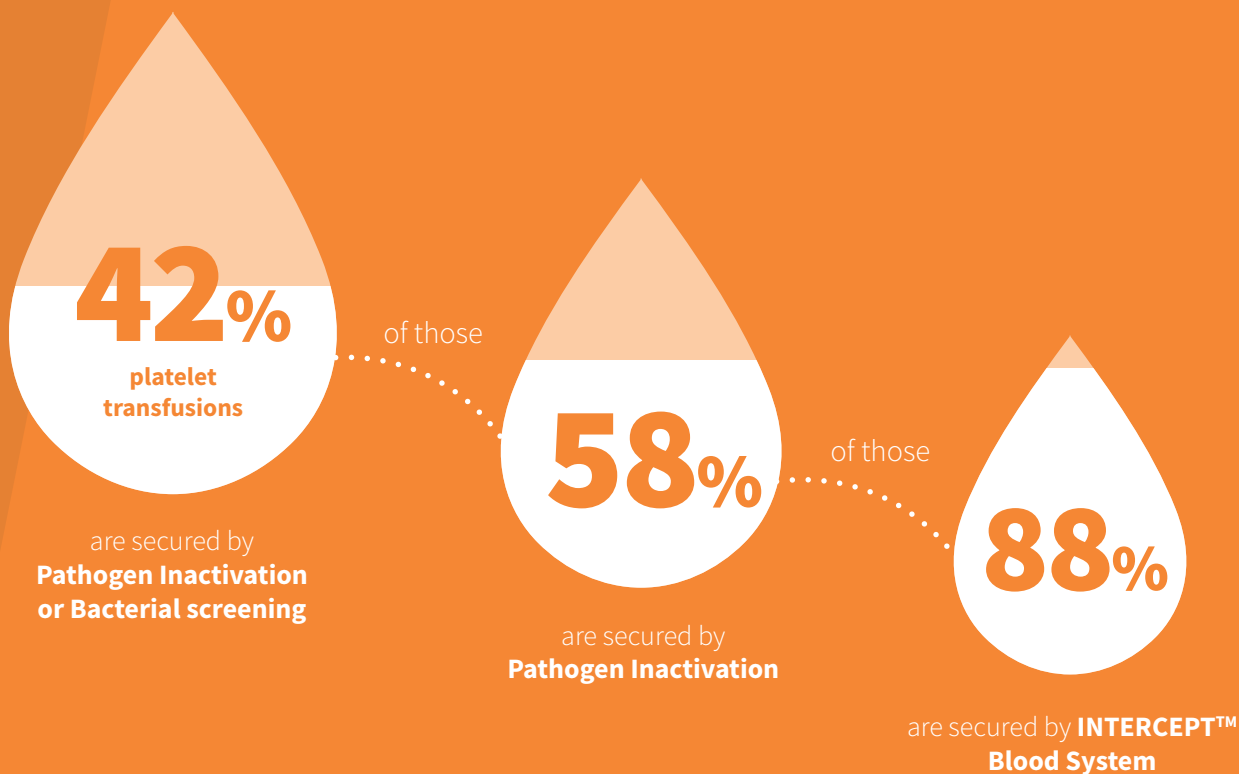 42%
platelet
transfusions
are secured by
Pathogen Inactivation
or Bacterial screening
of those
58%
are secured by
Pathogen Inactivation
of those
88%
are secured by INTERCEPT™
Blood System